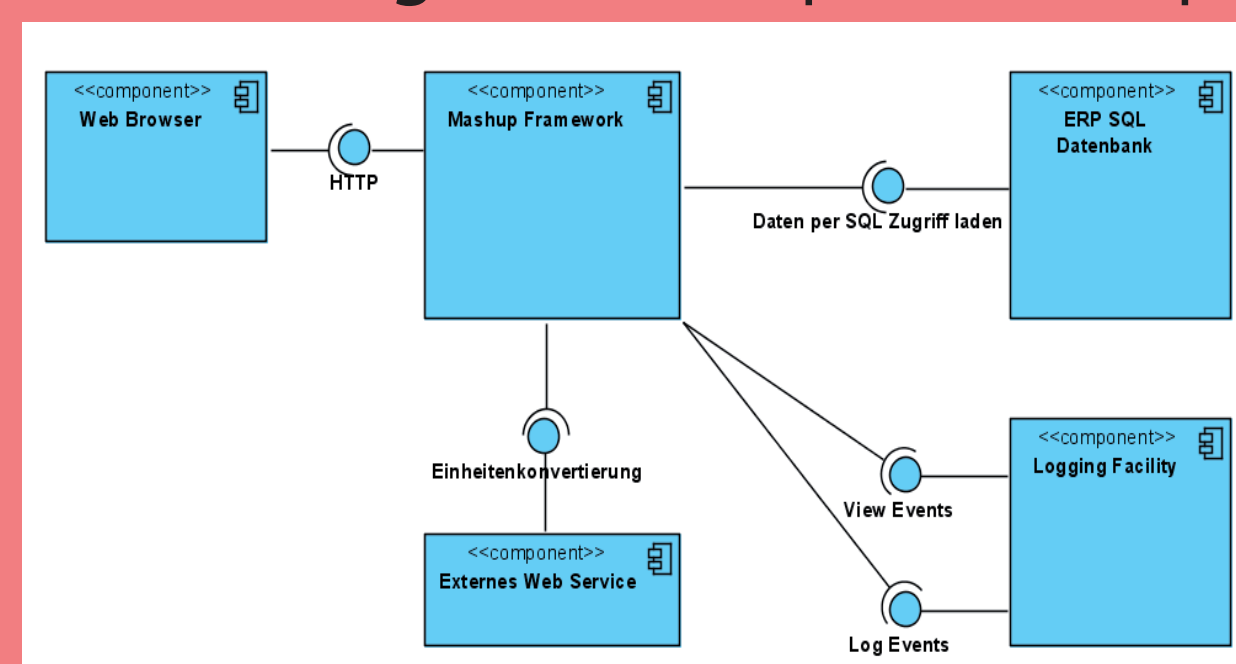 <<component>>
Web Browser
<<component>>
Mashup Framework
<<component>>
ERP SQL
Datenbank
HTTP
Daten per SQL Zugriff laden
Einheitenkonvertierung
<<component>>
Logging Facility
View Events
<<component>>
Externes Web Service
Log Events